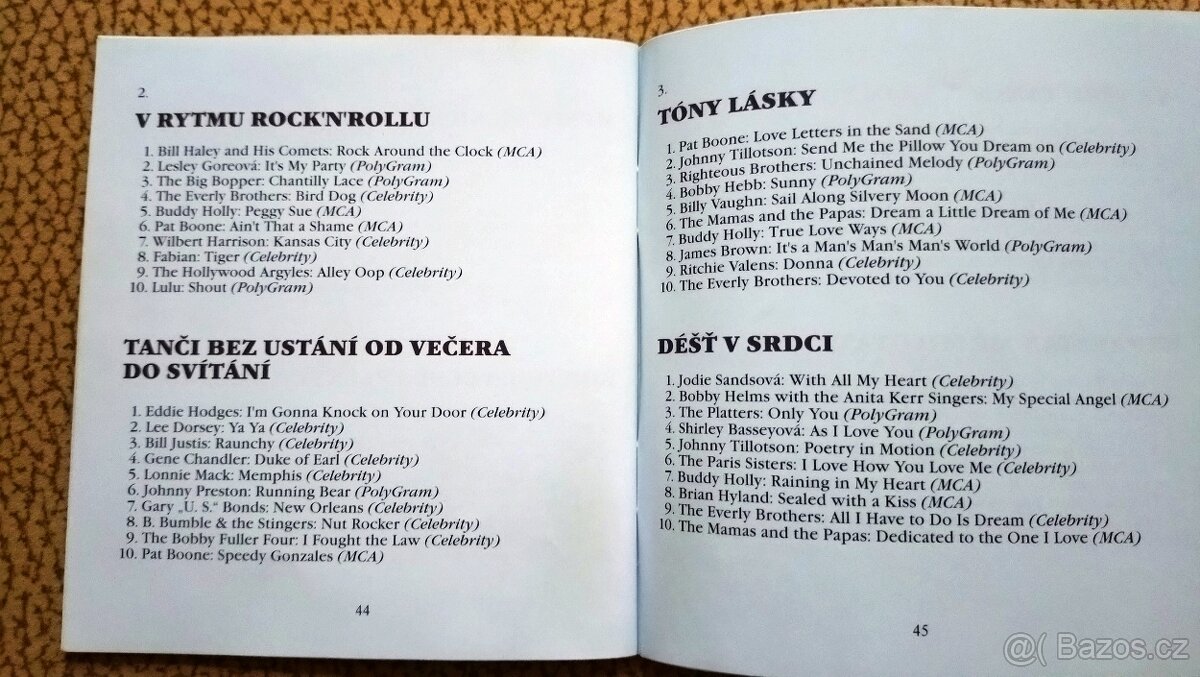 2.
V RYTMU ROCK'N'ROLLU
1. Bill Haley and His Comets: Rock Around the Clock (MCA)
2. Lesley Goreová: It's My Party (PolyGram)
3. The Big Bopper: Chantilly Lace (PolyGram)
4. The Everly Brothers: Bird Dog (Celebrity)
5. Buddy Holly: Peggy Sue (MCA)
6. Pat Boone: Ain't That a Shame (MCA)
7. Wilbert Harrison: Kansas City (Celebrity)
8. Fabian: Tiger (Celebrity)
9. The Hollywood Argyles: Alley Oop (Celebrity)
10. Lulu: Shout (PolyGram)
TANČI BEZ USTÁNÍ OD VEČERA
DO SVÍTÁNÍ
1. Eddie Hodges: I'm Gonna Knock on Your Door (Celebrity)
2. Lee Dorsey: Ya Ya (Celebrity)
3. Bill Justis: Raunchy (Celebrity)
4. Gene Chandler: Duke of Earl (Celebrity)
5. Lonnie Mack: Memphis (Celebrity)
6. Johnny Preston: Running Bear (PolyGram)
7. Gary „U. S.“ Bonds: New Orleans (Celebrity)
8. B. Bumble & the Stingers: Nut Rocker (Celebrity)
9. The Bobby Fuller Four: I Fought the Law (Celebrity)
10. Pat Boone: Speedy Gonzales (MCA)
44
3.
TÓNY LÁSKY
1. Pat Boone: Love Letters in the Sand (MCA)
2. Johnny Tillotson: Send Me the Pillow You Dream on (Celebrity)
3. Righteous Brothers: Unchained Melody (PolyGram)
4. Bobby Hebb: Sunny (PolyGram)
5. Billy Vaughn: Sail Along Silvery Moon (MCA)
6. The Mamas and the Papas: Dream a Little Dream of Me (MCA)
7. Buddy Holly: True Love Ways (MCA)
8. James Brown: It's a Man's Man's Man's World (PolyGram)
9. Ritchie Valens: Donna (Celebrity)
10. The Everly Brothers: Devoted to You (Celebrity)
DÉŠŤ V SRDCI
1. Jodie Sandsová: With All My Heart (Celebrity)
2. Bobby Helms with the Anita Kerr Singers: My Special Angel (MCA)
3. The Platters: Only You (PolyGram)
4. Shirley Basseyová: As I Love You (PolyGram)
5. Johnny Tillotson: Poetry in Motion (Celebrity)
6. The Paris Sisters: I Love How You Love Me (Celebrity)
7. Buddy Holly: Raining in My Heart (MCA)
8. Brian Hyland: Sealed with a Kiss (MCA)
9. The Everly Brothers: All I Have to Do Is Dream (Celebrity)
10. The Mamas and the Papas: Dedicated to the One I Love (MCA)
45
@( Bazos.cz